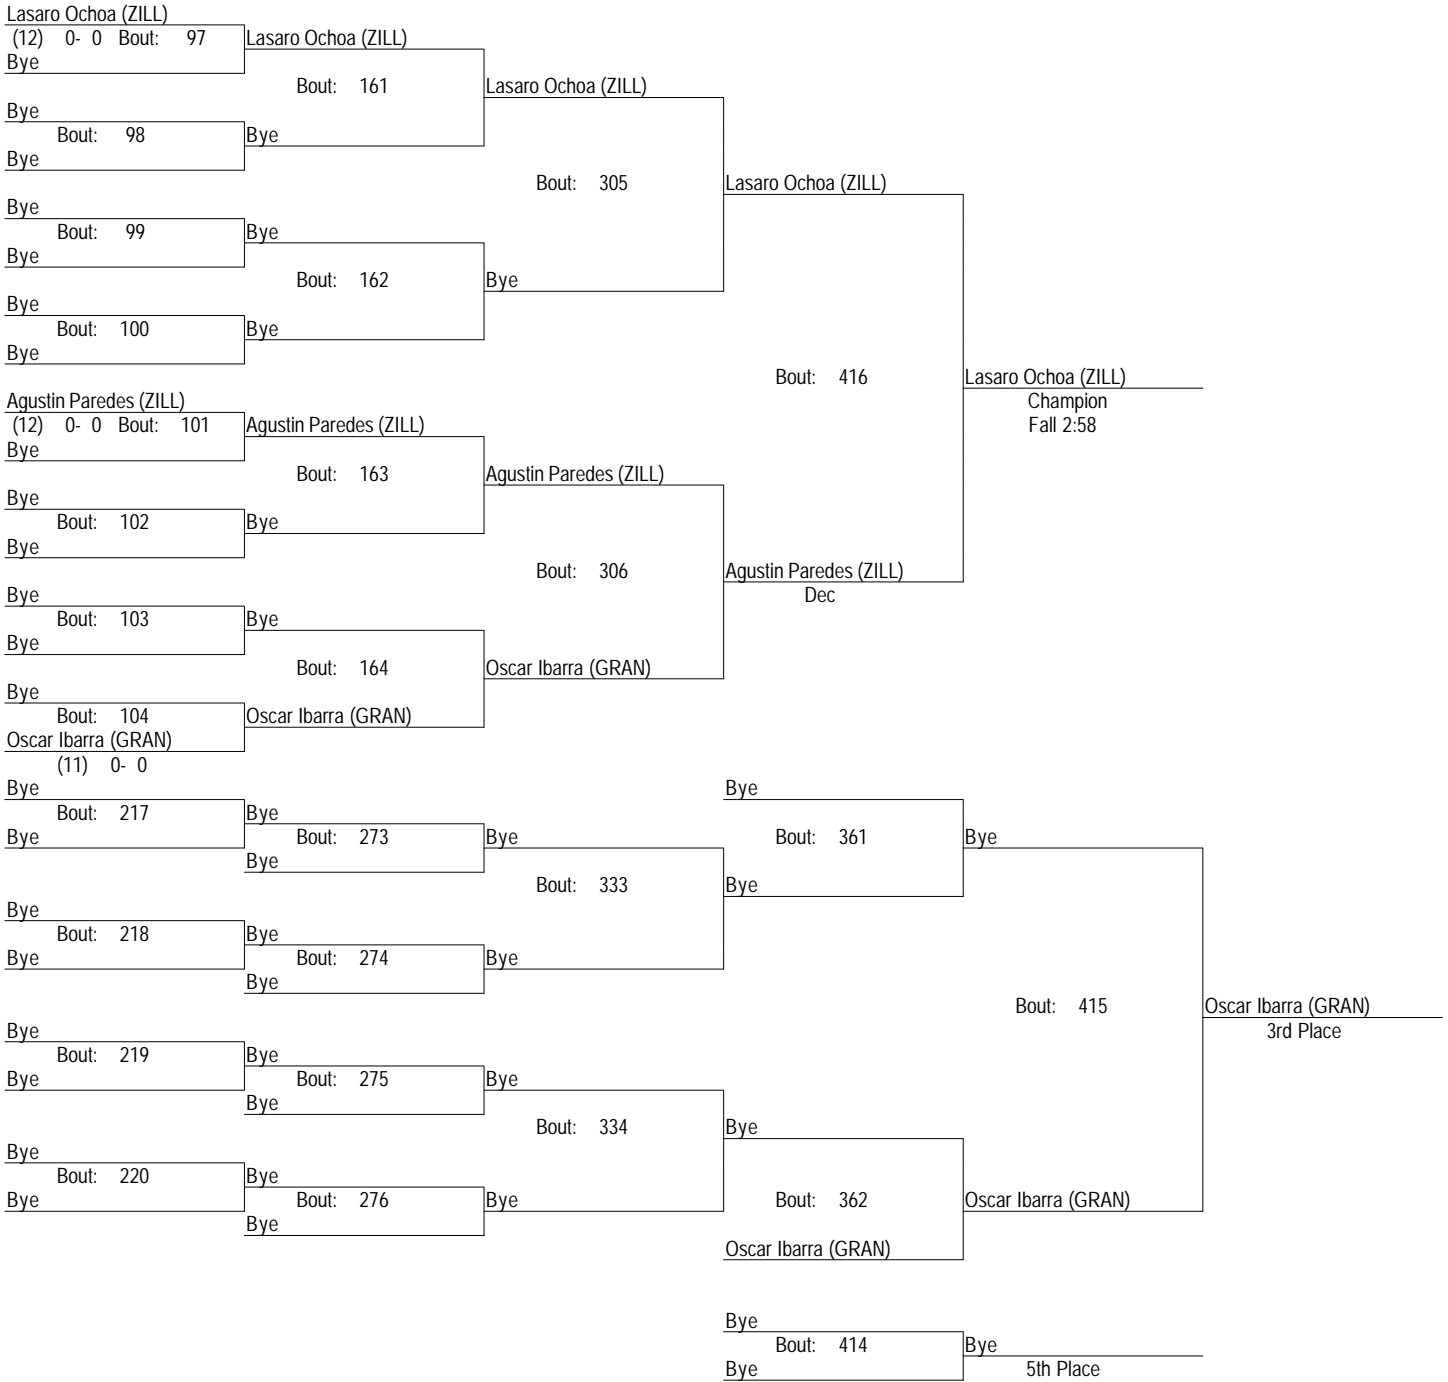 Lasaro Ochoa (ZILL)
(12) 0- 0 Bout: 97 Lasaro Ochoa (ZILL)
Bye
Bout: 161 Lasaro Ochoa (ZILL)
Bye
Bout: 98 Bye
Bye
Bout: 305 Lasaro Ochoa (ZILL)
Bye
Bout: 99 Bye
Bye
Bout: 162 Bye
Bye
Bout: 100 Bye
Bye
Bout: 416 Lasaro Ochoa (ZILL)
Agustin Paredes (ZILL) Champion
(12) 0- 0 Bout: 101 Agustin Paredes (ZILL) Fall 2:58
Bye
Bout: 163 Agustin Paredes (ZILL)
Bye
Bout: 102 Bye
Bye
Bout: 306 Agustin Paredes (ZILL)
Bye Dec
Bout: 103 Bye
Bye
Bout: 164 Oscar Ibarra (GRAN)
Bye
Bout: 104 Oscar Ibarra (GRAN)
Oscar Ibarra (GRAN)
(11) 0- 0
Bye Bye
Bout: 217 Bye
Bye Bout: 273 Bye Bout: 361 Bye
Bye
Bout: 333 Bye
Bye
Bout: 218 Bye
Bye Bout: 274 Bye
Bye
Bout: 415 Oscar Ibarra (GRAN)
Bye 3rd Place
Bout: 219 Bye
Bye Bout: 275 Bye
Bye
Bout: 334 Bye
Bye
Bout: 220 Bye
Bye Bout: 276 Bye Bout: 362 Oscar Ibarra (GRAN)
Bye
Oscar Ibarra (GRAN)
Bye
Bout: 414 Bye
Bye 5th Place